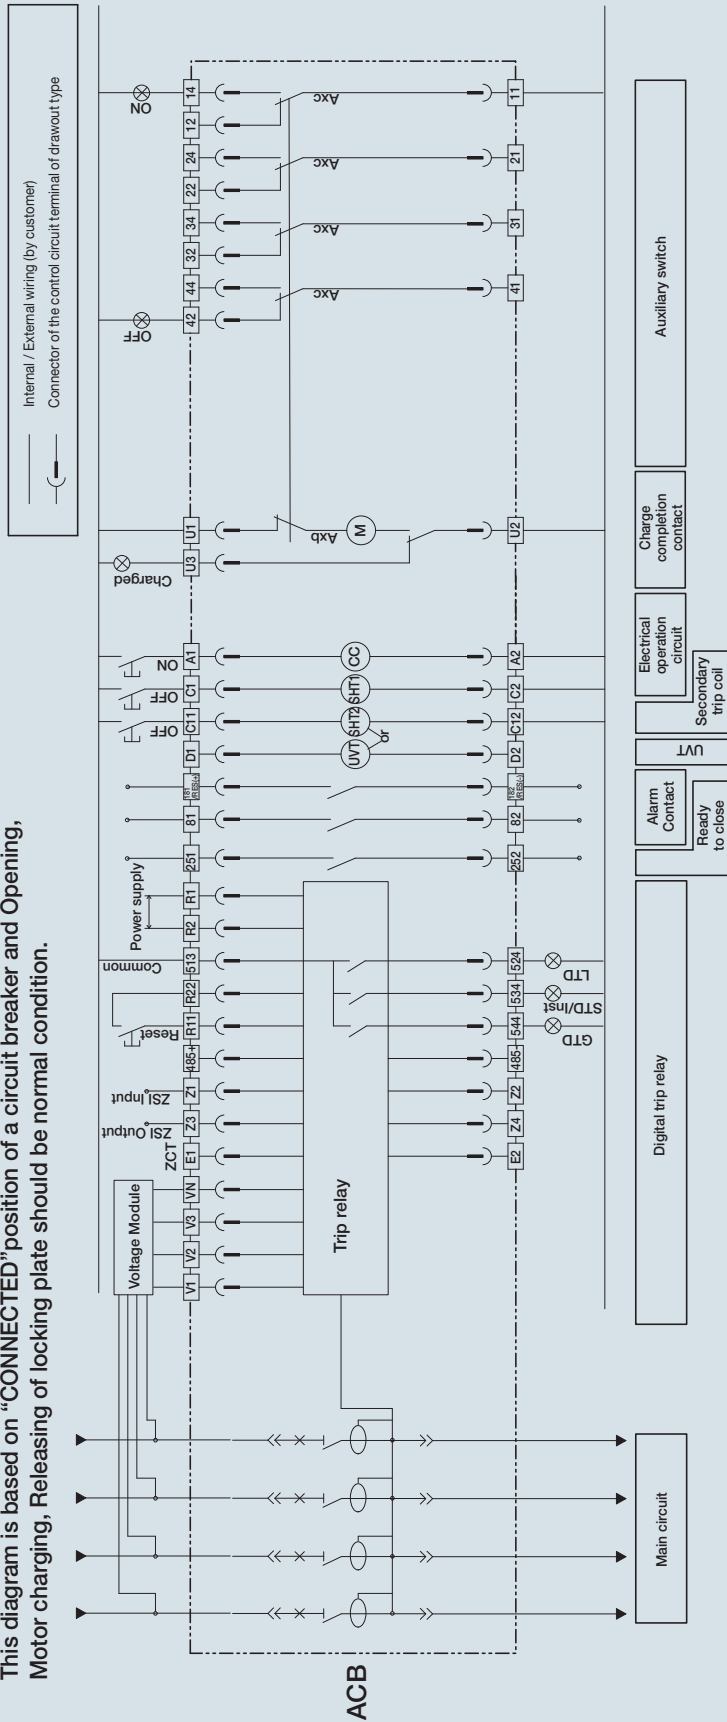 This diagram is based on “CONNECTED”position of a circuit breaker and Opening,
Motor charging, Releasing of locking plate should be normal condition.
Internal / External wiring (by customer)
Connector of the control circuit terminal of drawout type
ACB
Voltage Module
ZCT
ZSI Output
ZSI Input
Reset
Common
Power supply
OFF
OFF
ON
Charged
OFF
ON
V1
V2
V3
VN
E1
Z3
Z1
485+
R11
R22
513
R2
R1
251
81
181
/RES(+)
D1
C11
C1
A1
U3
U1
42
44
32
34
22
24
12
14
Trip relay
UVT
or
SHT2
SHT1
CC
M
Axb
Axc
Axc
Axc
Axc
E2
Z4
Z2
485-
544
534
524
252
82
182
/RES(-)
D2
C12
C2
A2
U2
41
31
21
11
GTD
STD/Inst
LTD
Main circuit
Digital trip relay
Ready
to close
Alarm
Contact
UVT
Secondary
trip coil
Electrical
operation
circuit
Charge
completion
contact
Auxiliary switch